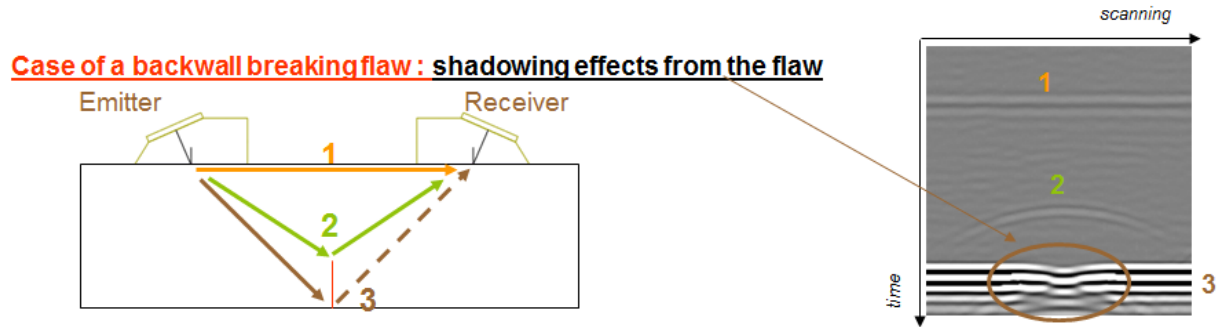 scanning
Case of a backwall breaking flaw : shadowing effects from the flaw
Emitter
Receiver
1
2
3
1
2
3
time